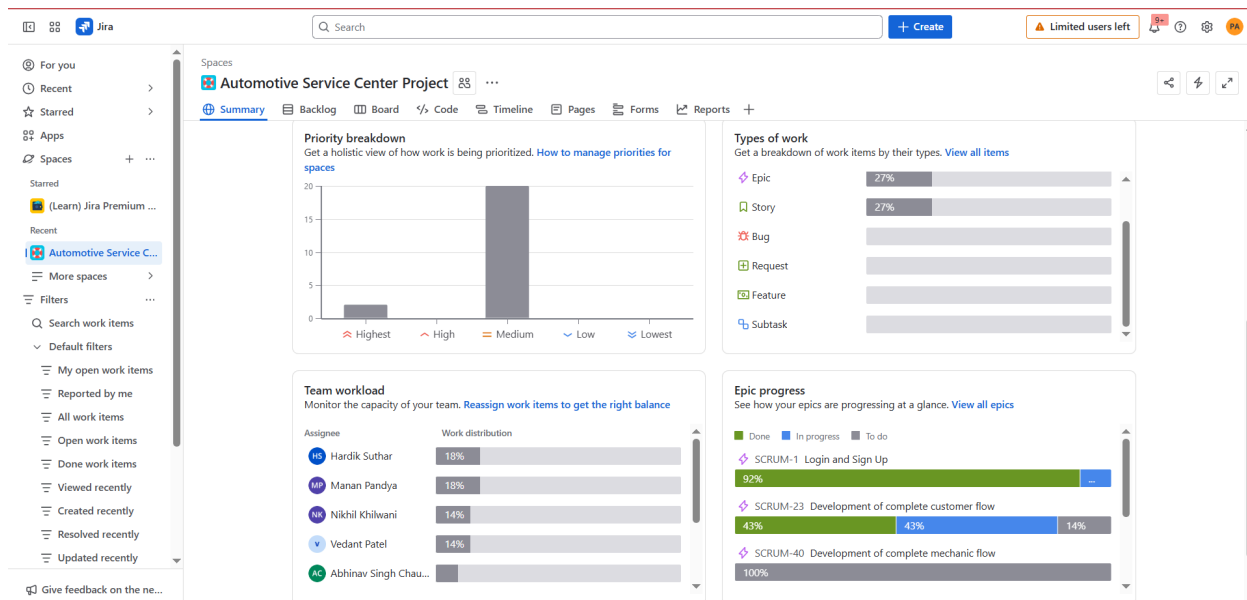 Jira
Search
+ Create
Limited users left
9+
PA
For you
Recent
Starred
Apps
Spaces
Starred
(Learn) Jira Premium ...
Recent
Automotive Service C...
More spaces
Filters
Search work items
Default filters
My open work items
Reported by me
All work items
Open work items
Done work items
Viewed recently
Created recently
Resolved recently
Updated recently
Give feedback on the ne...
Spaces
Automotive Service Center Project
Summary
Backlog
Board
Code
Timeline
Pages
Forms
Reports
Priority breakdown
Get a holistic view of how work is being prioritized. How to manage priorities for
spaces
20
15
10
5
0
Highest
High
Medium
Low
Lowest
Types of work
Get a breakdown of work items by their types. View all items
Epic 27%
Story 27%
Bug
Request
Feature
Subtask
Team workload
Monitor the capacity of your team. Reassign work items to get the right balance
Assignee Work distribution
HS Hardik Suthar 18%
MP Manan Pandya 18%
NK Nikhil Khilwani 14%
V Vedant Patel 14%
AC Abhinav Singh Chau...
Epic progress
See how your epics are progressing at a glance. View all epics
Done In progress To do
SCRUM-1 Login and Sign Up
92% ...
SCRUM-23 Development of complete customer flow
43% 43% 14%
SCRUM-40 Development of complete mechanic flow
100%